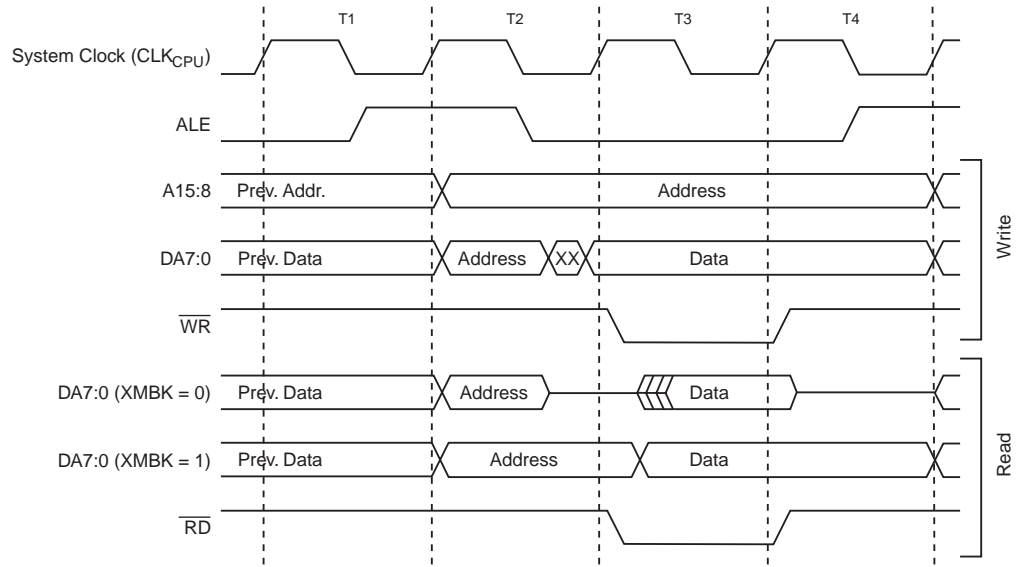 T1 T2 T3 T4
System Clock (CLKCPU)
ALE
A15:8 Prev. Addr. Address
DA7:0 Prev. Data Address XX Data
WR
Write
DA7:0 (XMBK = 0) Prev. Data Address Data
DA7:0 (XMBK = 1) Prev. Data Address Data
RD
Read